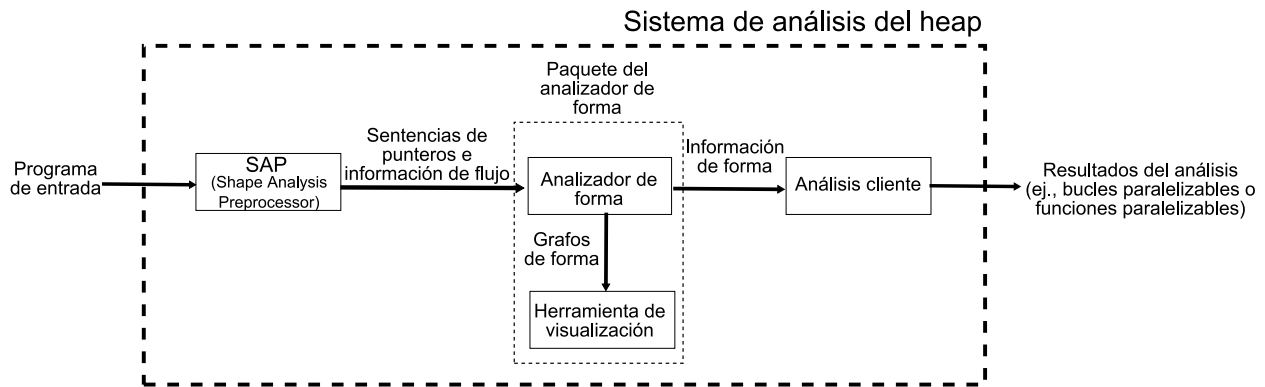 Sistema de análisis del heap
Paquete del
analizador de
forma
Programa
de entrada
SAP
(Shape Analysis
Preprocessor)
Sentencias de
punteros e
información de flujo
Analizador de
forma
Información
de forma
Análisis cliente
Resultados del análisis
(ej., bucles paralelizables o
funciones paralelizables)
Grafos
de forma
Herramienta de
visualización